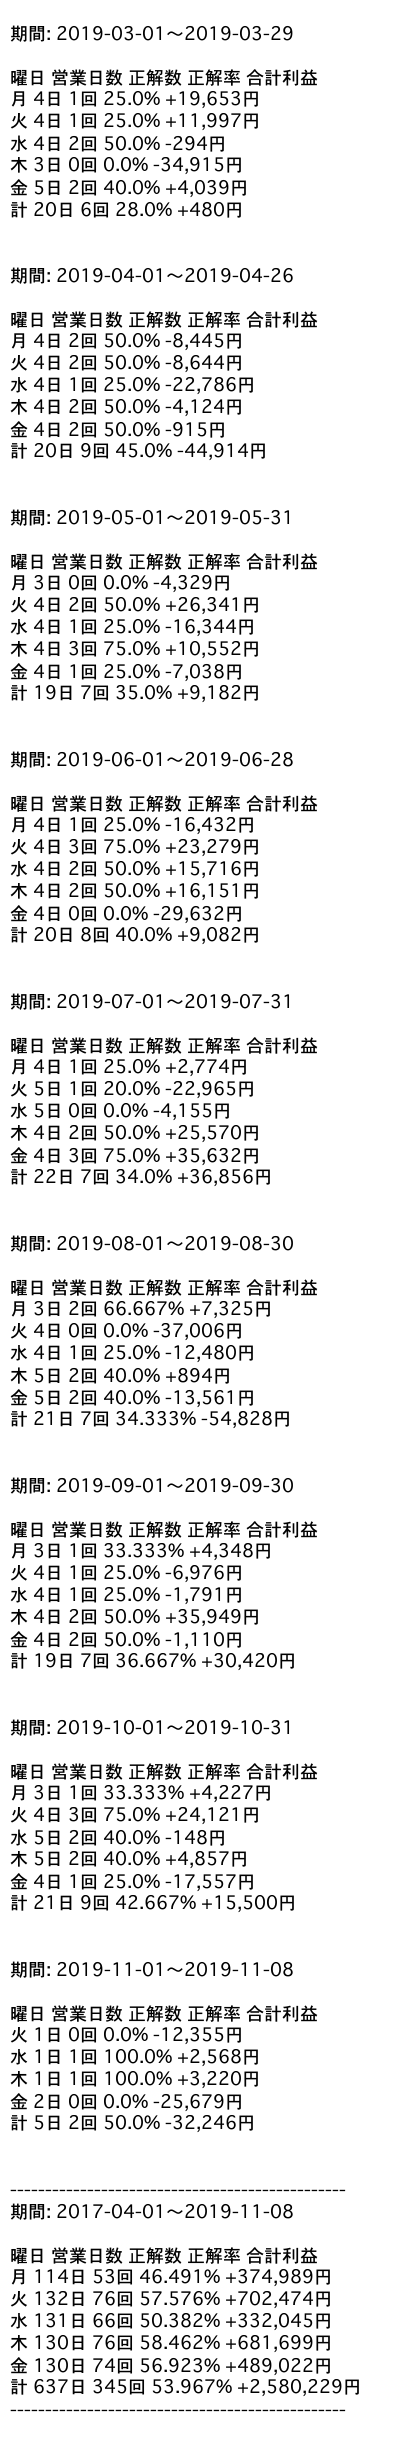 期間: 2019-03-01〜2019-03-29
曜日 営業日数 正解数 正解率 合計利益
月 4日 1回 25.0% +19,653円
火 4日 1回 25.0% +11,997円
水 4日 2回 50.0% -294円
木 3日 0回 0.0% -34,915円
金 5日 2回 40.0% +4,039円
計 20日 6回 28.0% +480円
期間: 2019-04-01〜2019-04-26
曜日 営業日数 正解数 正解率 合計利益
月 4日 2回 50.0% -8,445円
火 4日 2回 50.0% -8,644円
水 4日 1回 25.0% -22,786円
木 4日 2回 50.0% -4,124円
金 4日 2回 50.0% -915円
計 20日 9回 45.0% -44,914円
期間: 2019-05-01〜2019-05-31
曜日 営業日数 正解数 正解率 合計利益
月 3日 0回 0.0% -4,329円
火 4日 2回 50.0% +26,341円
水 4日 1回 25.0% -16,344円
木 4日 3回 75.0% +10,552円
金 4日 1回 25.0% -7,038円
計 19日 7回 35.0% +9,182円
期間: 2019-06-01〜2019-06-28
曜日 営業日数 正解数 正解率 合計利益
月 4日 1回 25.0% -16,432円
火 4日 3回 75.0% +23,279円
水 4日 2回 50.0% +15,716円
木 4日 2回 50.0% +16,151円
金 4日 0回 0.0% -29,632円
計 20日 8回 40.0% +9,082円
期間: 2019-07-01〜2019-07-31
曜日 営業日数 正解数 正解率 合計利益
月 4日 1回 25.0% +2,774円
火 5日 1回 20.0% -22,965円
水 5日 0回 0.0% -4,155円
木 4日 2回 50.0% +25,570円
金 4日 3回 75.0% +35,632円
計 22日 7回 34.0% +36,856円
期間: 2019-08-01〜2019-08-30
曜日 営業日数 正解数 正解率 合計利益
月 3日 2回 66.667% +7,325円
火 4日 0回 0.0% -37,006円
水 4日 1回 25.0% -12,480円
木 5日 2回 40.0% +894円
金 5日 2回 40.0% -13,561円
計 21日 7回 34.333% -54,828円
期間: 2019-09-01〜2019-09-30
曜日 営業日数 正解数 正解率 合計利益
月 3日 1回 33.333% +4,348円
火 4日 1回 25.0% -6,976円
水 4日 1回 25.0% -1,791円
木 4日 2回 50.0% +35,949円
金 4日 2回 50.0% -1,110円
計 19日 7回 36.667% +30,420円
期間: 2019-10-01〜2019-10-31
曜日 営業日数 正解数 正解率 合計利益
月 3日 1回 33.333% +4,227円
火 4日 3回 75.0% +24,121円
水 5日 2回 40.0% -148円
木 5日 2回 40.0% +4,857円
金 4日 1回 25.0% -17,557円
計 21日 9回 42.667% +15,500円
期間: 2019-11-01〜2019-11-08
曜日 営業日数 正解数 正解率 合計利益
火 1日 0回 0.0% -12,355円
水 1日 1回 100.0% +2,568円
木 1日 1回 100.0% +3,220円
金 2日 0回 0.0% -25,679円
計 5日 2回 50.0% -32,246円
------------------------------------------------
期間: 2017-04-01〜2019-11-08
曜日 営業日数 正解数 正解率 合計利益
月 114日 53回 46.491% +374,989円
火 132日 76回 57.576% +702,474円
水 131日 66回 50.382% +332,045円
木 130日 76回 58.462% +681,699円
金 130日 74回 56.923% +489,022円
計 637日 345回 53.967% +2,580,229円
------------------------------------------------